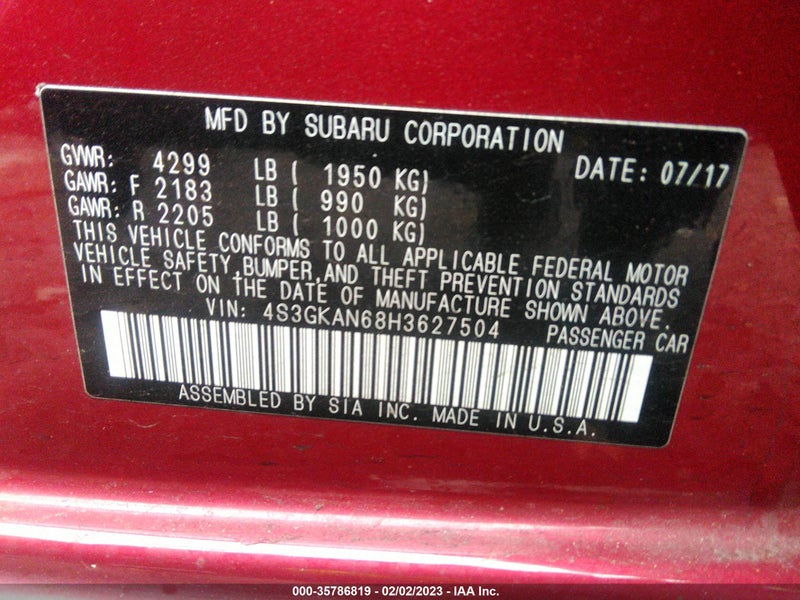 MFD BY SUBARU CORPORATION
GVWR: 4299 LB ( 1950 KG) DATE: 07/17
GAWR: F 2183 LB ( 990 KG)
GAWR: R 2205 LB ( 1000 KG)
THIS VEHICLE CONFORMS TO ALL APPLICABLE FEDERAL MOTOR
VEHICLE SAFETY, BUMPER, AND THEFT PREVENTION STANDARDS
IN EFFECT ON THE DATE OF MANUFACTURE SHOWN ABOVE.
VIN: 4S3GKAN68H3627504 PASSENGER CAR
ASSEMBLED BY SIA INC. MADE IN U.S.A.
000-35786819 - 02/02/2023 - IAA Inc.